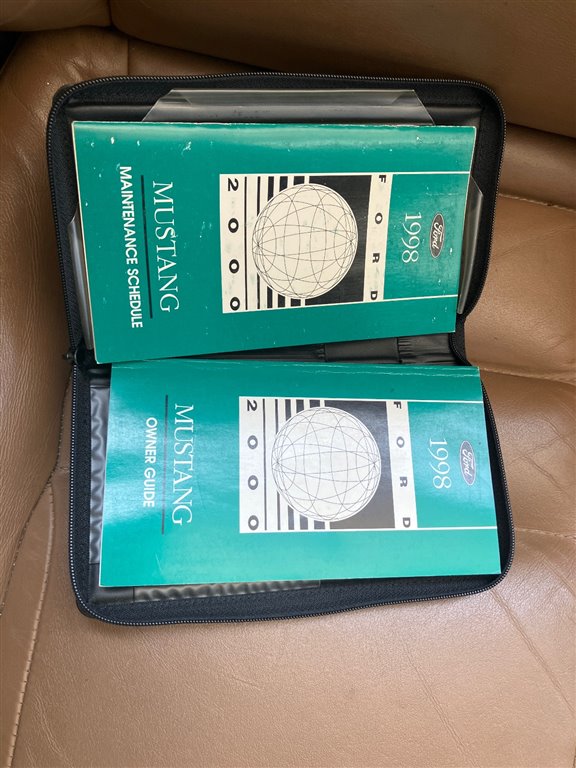 Ford
1998
FORD
2000
MUSTANG
MAINTENANCE SCHEDULE
Ford
1998
FORD
2000
MUSTANG
OWNER GUIDE